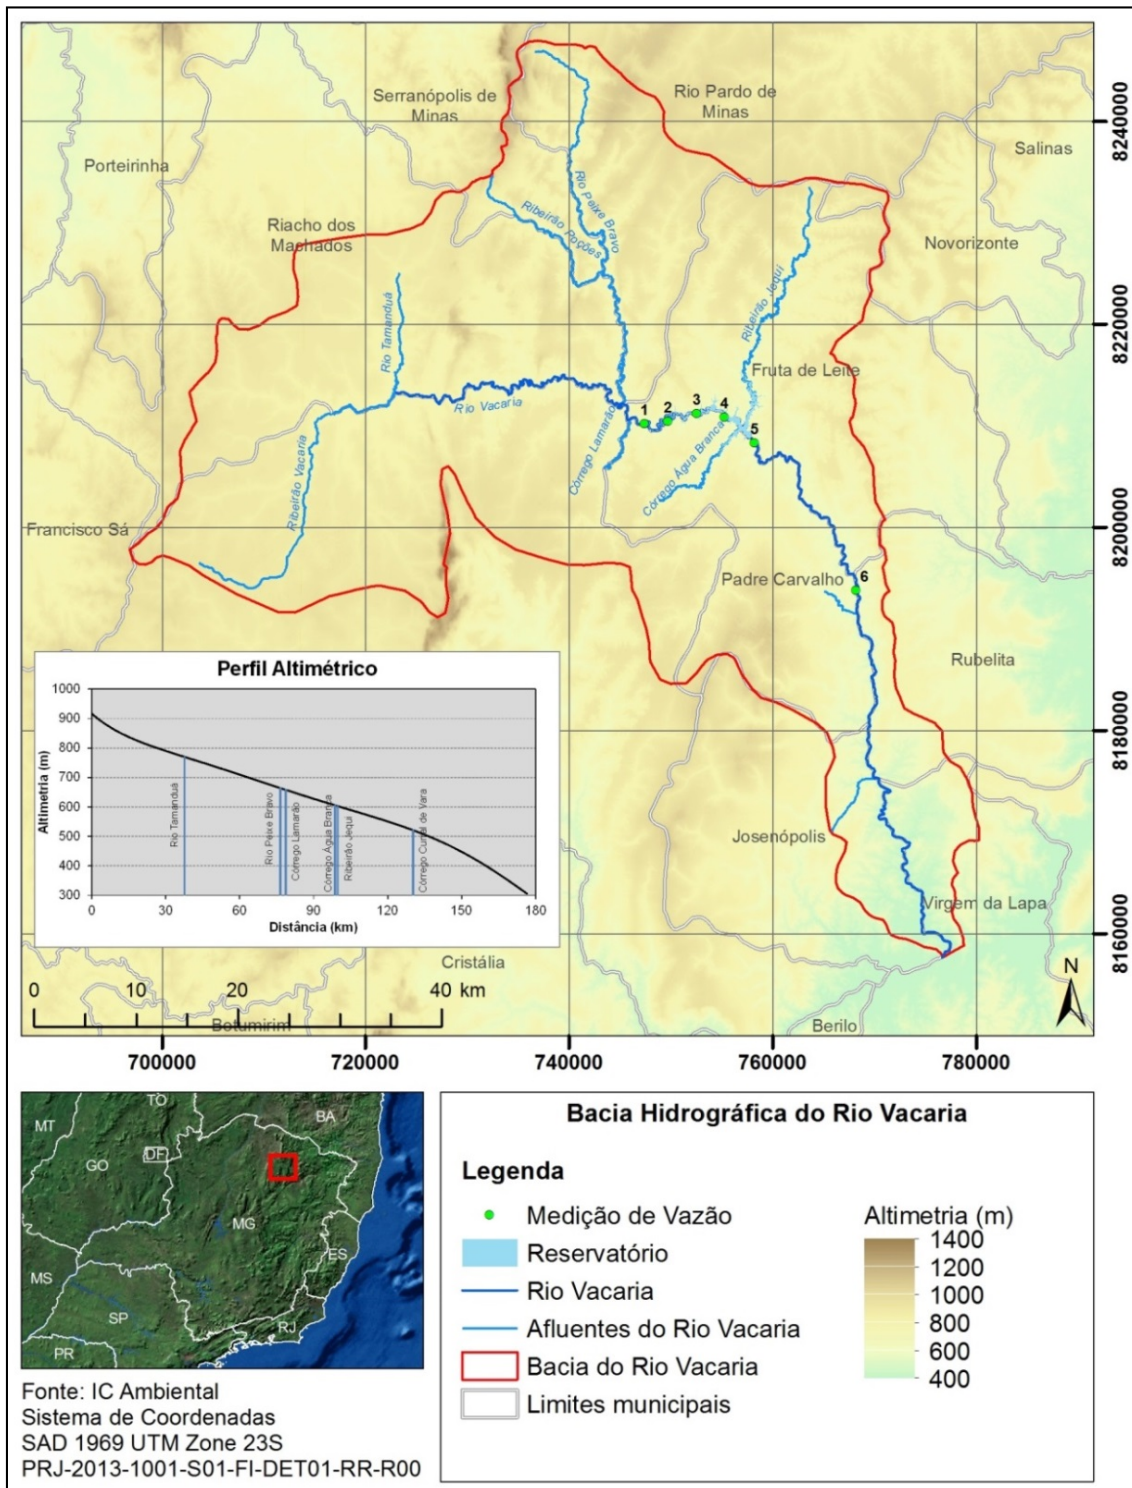 Serranópolis de
Minas
Rio Pardo de
Minas
Salinas
Porteirinha
Riacho dos
Machados
Novorizonte
Rio Peixe Bravo
Ribeirão Poções
Ribeirão Jequi
Rio Tamanduá
Fruta de Leite
Rio Vacaria
1
2
3
4
5
Córrego Lamarão
Córrego Água Branca
Ribeirão Vacaria
Francisco Sá
Padre Carvalho
6
Rubelita
Josenópolis
Virgem da Lapa
Cristália
Botumirim
Berilo
N
8240000
8220000
8200000
8180000
8160000
700000
720000
740000
760000
780000
0
10
20
40 km
Perfil Altimétrico
Altimetria (m)
1000
900
800
700
600
500
400
300
Rio Tamanduá
Rio Peixe Bravo
Córrego Lamarão
Córrego Água Branca
Ribeirão Jequi
Córrego Curral de Vara
0
30
60
90
120
150
180
Distância (km)
MT
TO
BA
GO
DF
MG
ES
MS
SP
RJ
PR
Fonte: IC Ambiental
Sistema de Coordenadas
SAD 1969 UTM Zone 23S
PRJ-2013-1001-S01-FI-DET01-RR-R00
Bacia Hidrográfica do Rio Vacaria
Legenda
Medição de Vazão
Reservatório
Rio Vacaria
Afluentes do Rio Vacaria
Bacia do Rio Vacaria
Limites municipais
Altimetria (m)
1400
1200
1000
800
600
400